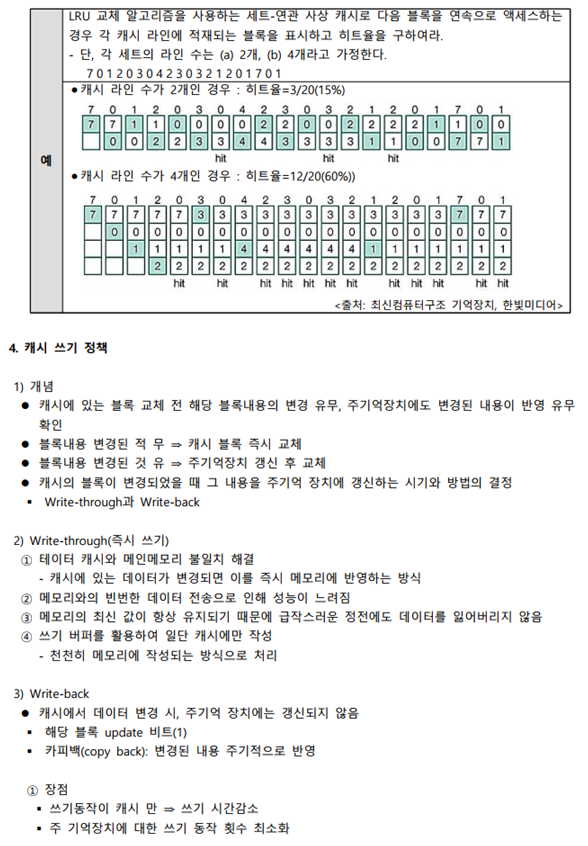 LRU 교체 알고리즘을 사용하는 세트-연관 사상 캐시로 다음 블록을 연속으로 액세스하는
경우 각 캐시 라인에 적재되는 블록을 표시하고 히트율을 구하여라.
- 단, 각 세트의 라인 수는 (a) 2개, (b) 4개라고 가정한다.
7 0 1 2 0 3 0 4 2 3 0 3 2 1 2 0 1 7 0 1
예
●캐시 라인 수가 2개인 경우 : 히트율=3/20(15%)
7 0 1 2 0 3 0 4 2 3 0 3 2 1 2 0 1 7 0 1
7 7 1 1 0 0 0 0 2 2 0 0 2 2 2 2 1 1 0 0
0 0 2 2 3 3 4 4 3 3 3 3 1 1 0 0 7 7 1
hit hit hit
●캐시 라인 수가 4개인 경우 : 히트율=12/20(60%))
7 0 1 2 0 3 0 4 2 3 0 3 2 1 2 0 1 7 0 1
7 7 7 7 7 3 3 3 3 3 3 3 3 3 3 3 3 7 7 7
0 0 0 0 0 0 0 0 0 0 0 0 0 0 0 0 0 0 0
1 1 1 1 1 4 4 4 4 4 4 1 1 1 1 1 1 1
2 2 2 2 2 2 2 2 2 2 2 2 2 2 2 2 2
hit hit hit hit hit hit hit hit hit hit hit hit
<출처: 최신컴퓨터구조 기억장치, 한빛미디어>
4. 캐시 쓰기 정책
1) 개념
● 캐시에 있는 블록 교체 전 해당 블록내용의 변경 유무, 주기억장치에도 변경된 내용이 반영 유무
확인
● 블록내용 변경된 적 무 ⇒ 캐시 블록 즉시 교체
● 블록내용 변경된 것 유 ⇒ 주기억장치 갱신 후 교체
● 캐시의 블록이 변경되었을 때 그 내용을 주기억 장치에 갱신하는 시기와 방법의 결정
▪ Write-through과 Write-back
2) Write-through(즉시 쓰기)
① 테이터 캐시와 메인메모리 불일치 해결
- 캐시에 있는 데이터가 변경되면 이를 즉시 메모리에 반영하는 방식
② 메모리와의 빈번한 데이터 전송으로 인해 성능이 느려짐
③ 메모리의 최신 값이 항상 유지되기 때문에 급작스러운 정전에도 데이터를 잃어버리지 않음
④ 쓰기 버퍼를 활용하여 일단 캐시에만 작성
- 천천히 메모리에 작성되는 방식으로 처리
3) Write-back
● 캐시에서 데이터 변경 시, 주기억 장치에는 갱신되지 않음
▪ 해당 블록 update 비트(1)
▪ 카피백(copy back): 변경된 내용 주기적으로 반영
① 장점
▪ 쓰기동작이 캐시 만 ⇒ 쓰기 시간감소
▪ 주 기억장치에 대한 쓰기 동작 횟수 최소화